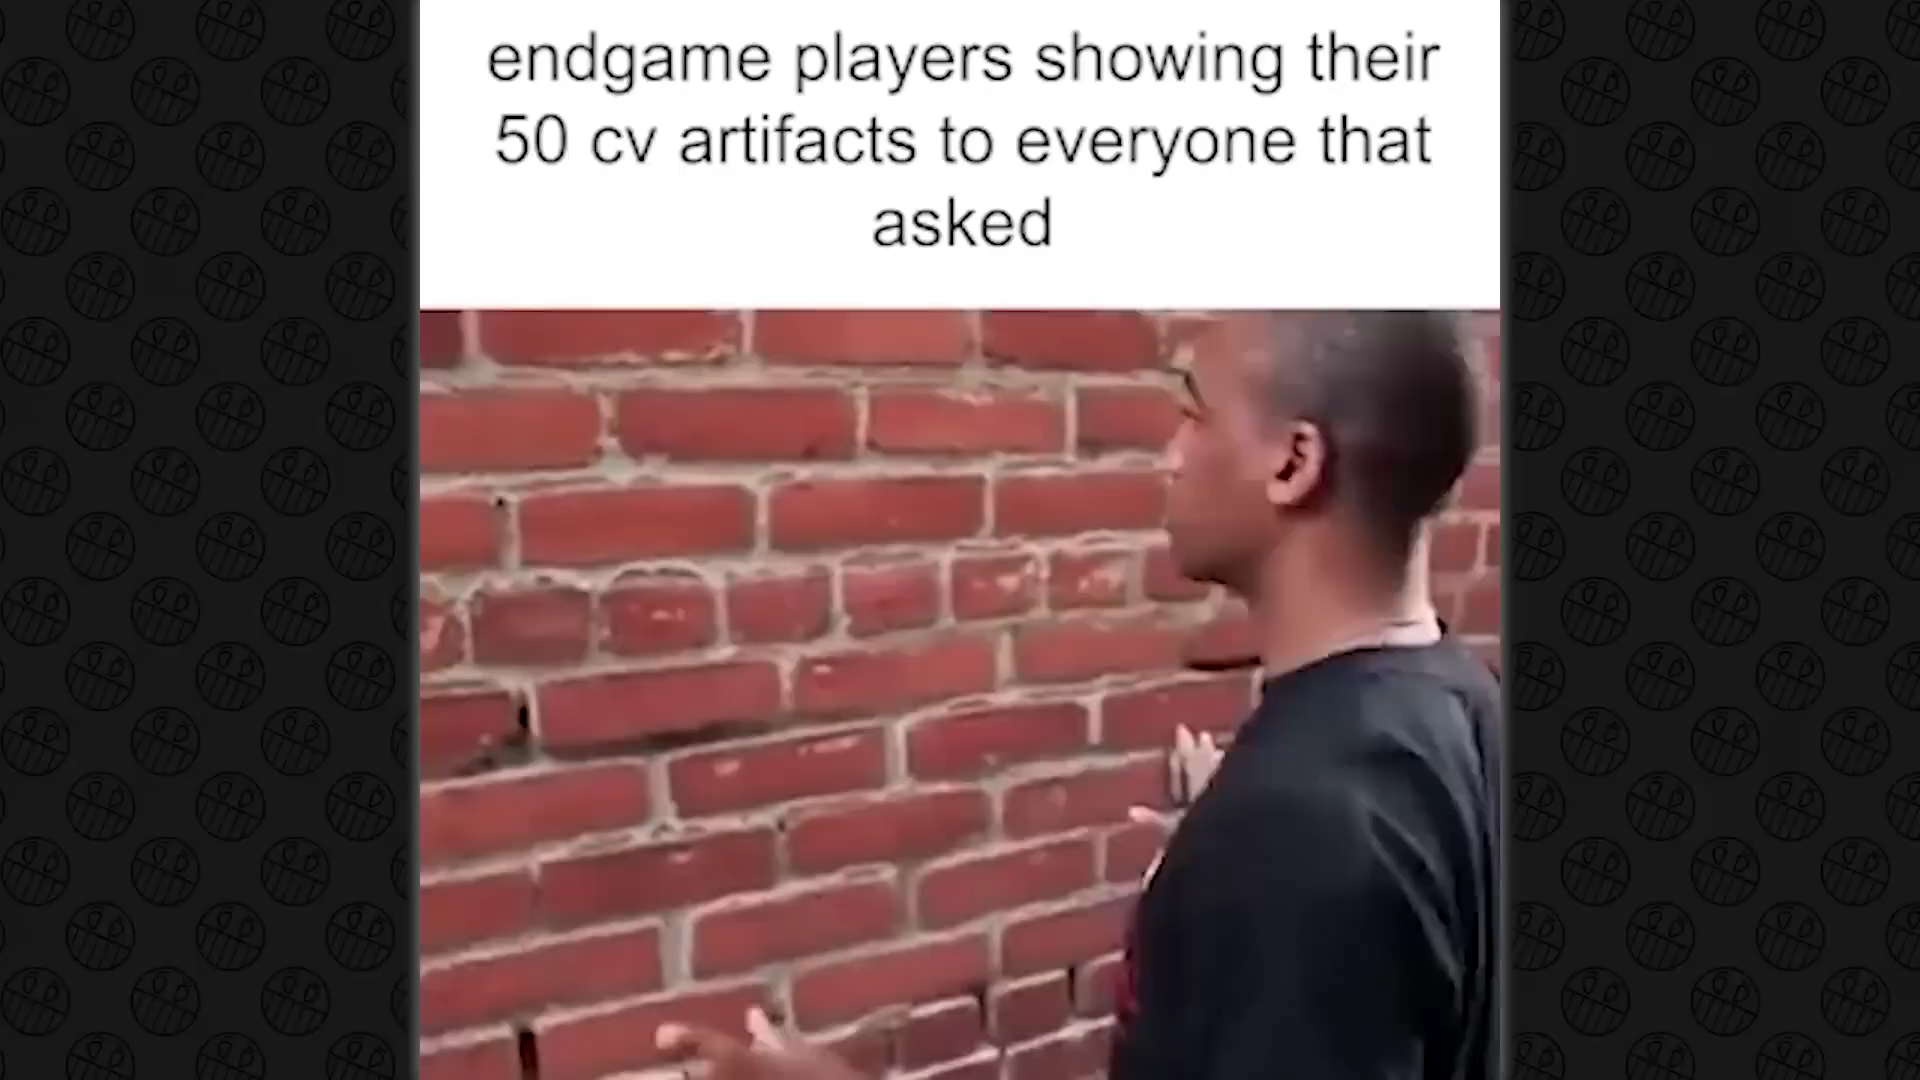 endgame players showing their
50 cv artifacts to everyone that
asked